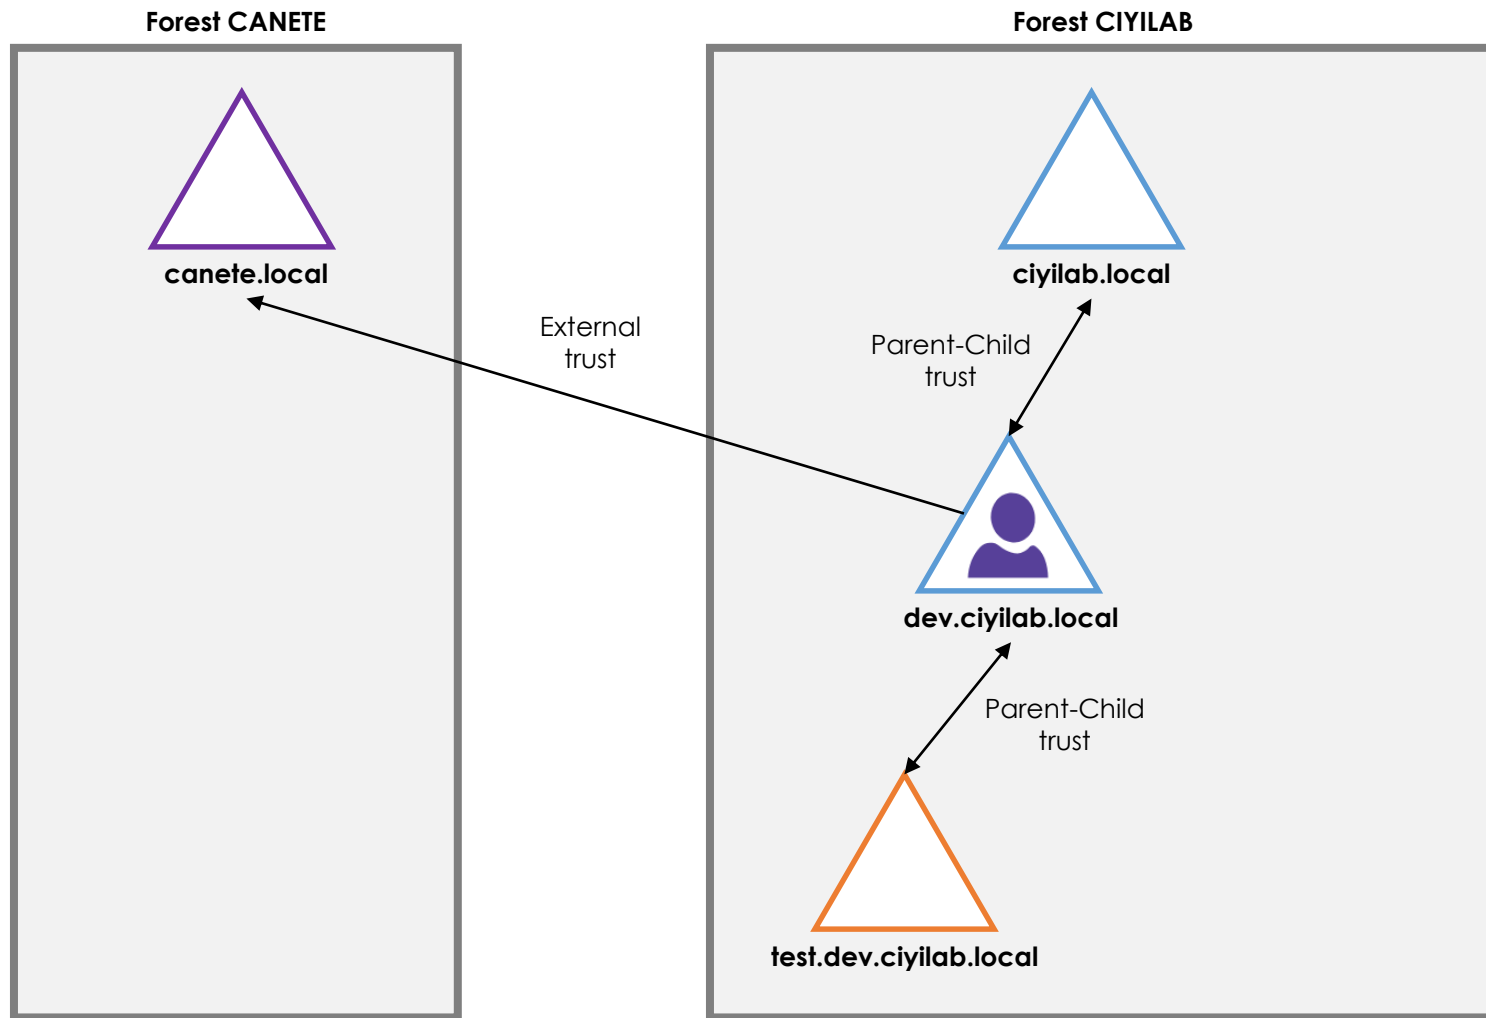 Forest CANETE
Forest CIYILAB
canete.local
ciyilab.local
External
trust
Parent-Child
trust
dev.ciyilab.local
Parent-Child
trust
test.dev.ciyilab.local